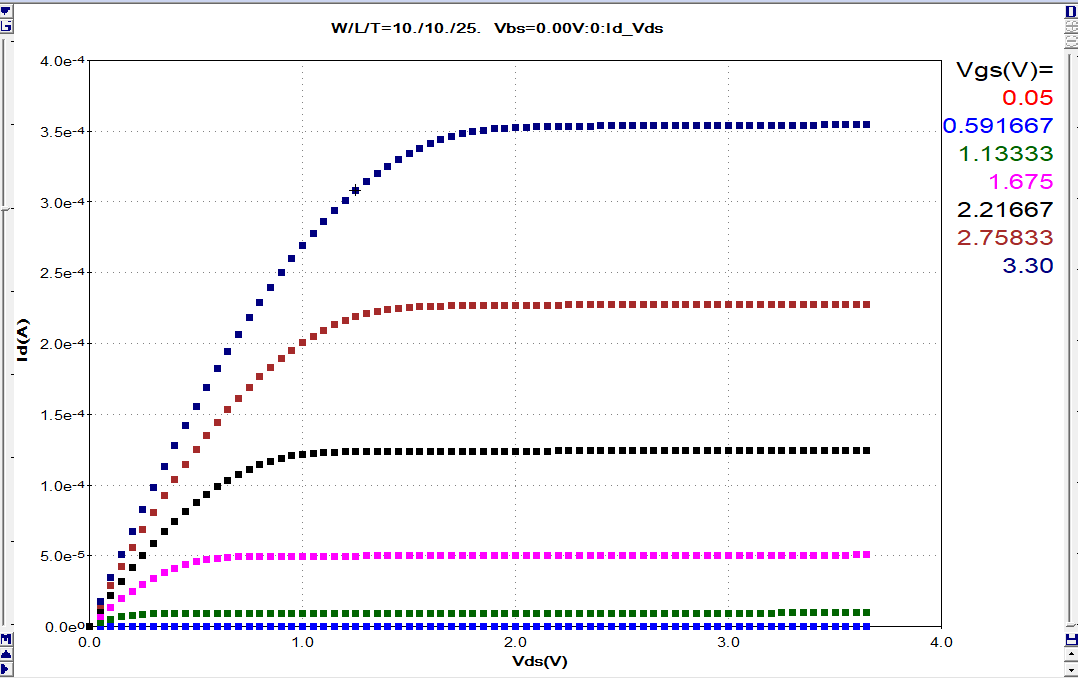 W/L/T=10./10./25. Vbs=0.00V:0:Id_Vds
4.0e-4
3.5e-4
3.0e-4
2.5e-4
2.0e-4
1.5e-4
1.0e-4
5.0e-5
0.0e0
Id(A)
0.0 1.0 2.0 3.0 4.0
Vds(V)
Vgs(V)=
0.05
0.591667
1.13333
1.675
2.21667
2.75833
3.30